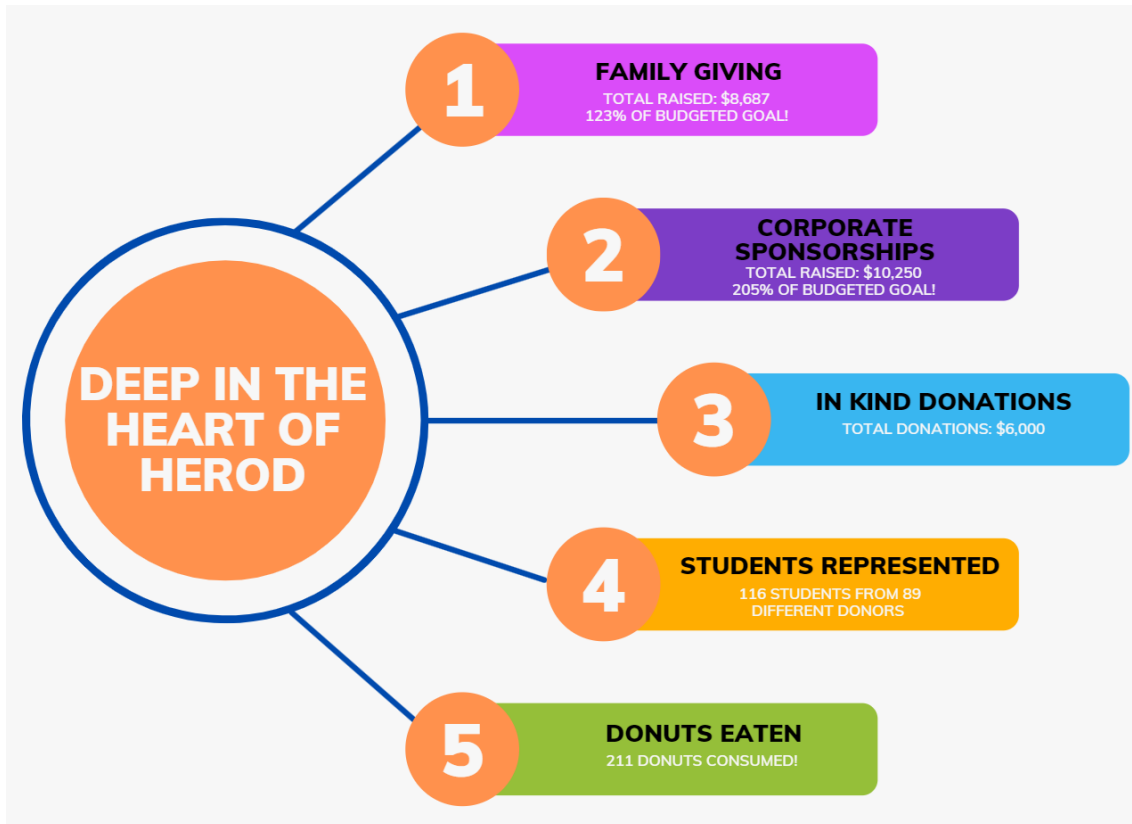 DEEP IN THE
HEART OF
HEROD
1
FAMILY GIVING
TOTAL RAISED: $8,687
123% OF BUDGETED GOAL!
2
CORPORATE
SPONSORSHIPS
TOTAL RAISED: $10,250
205% OF BUDGETED GOAL!
3
IN KIND DONATIONS
TOTAL DONATIONS: $6,000
4
STUDENTS REPRESENTED
116 STUDENTS FROM 89
DIFFERENT DONORS
5
DONUTS EATEN
211 DONUTS CONSUMED!